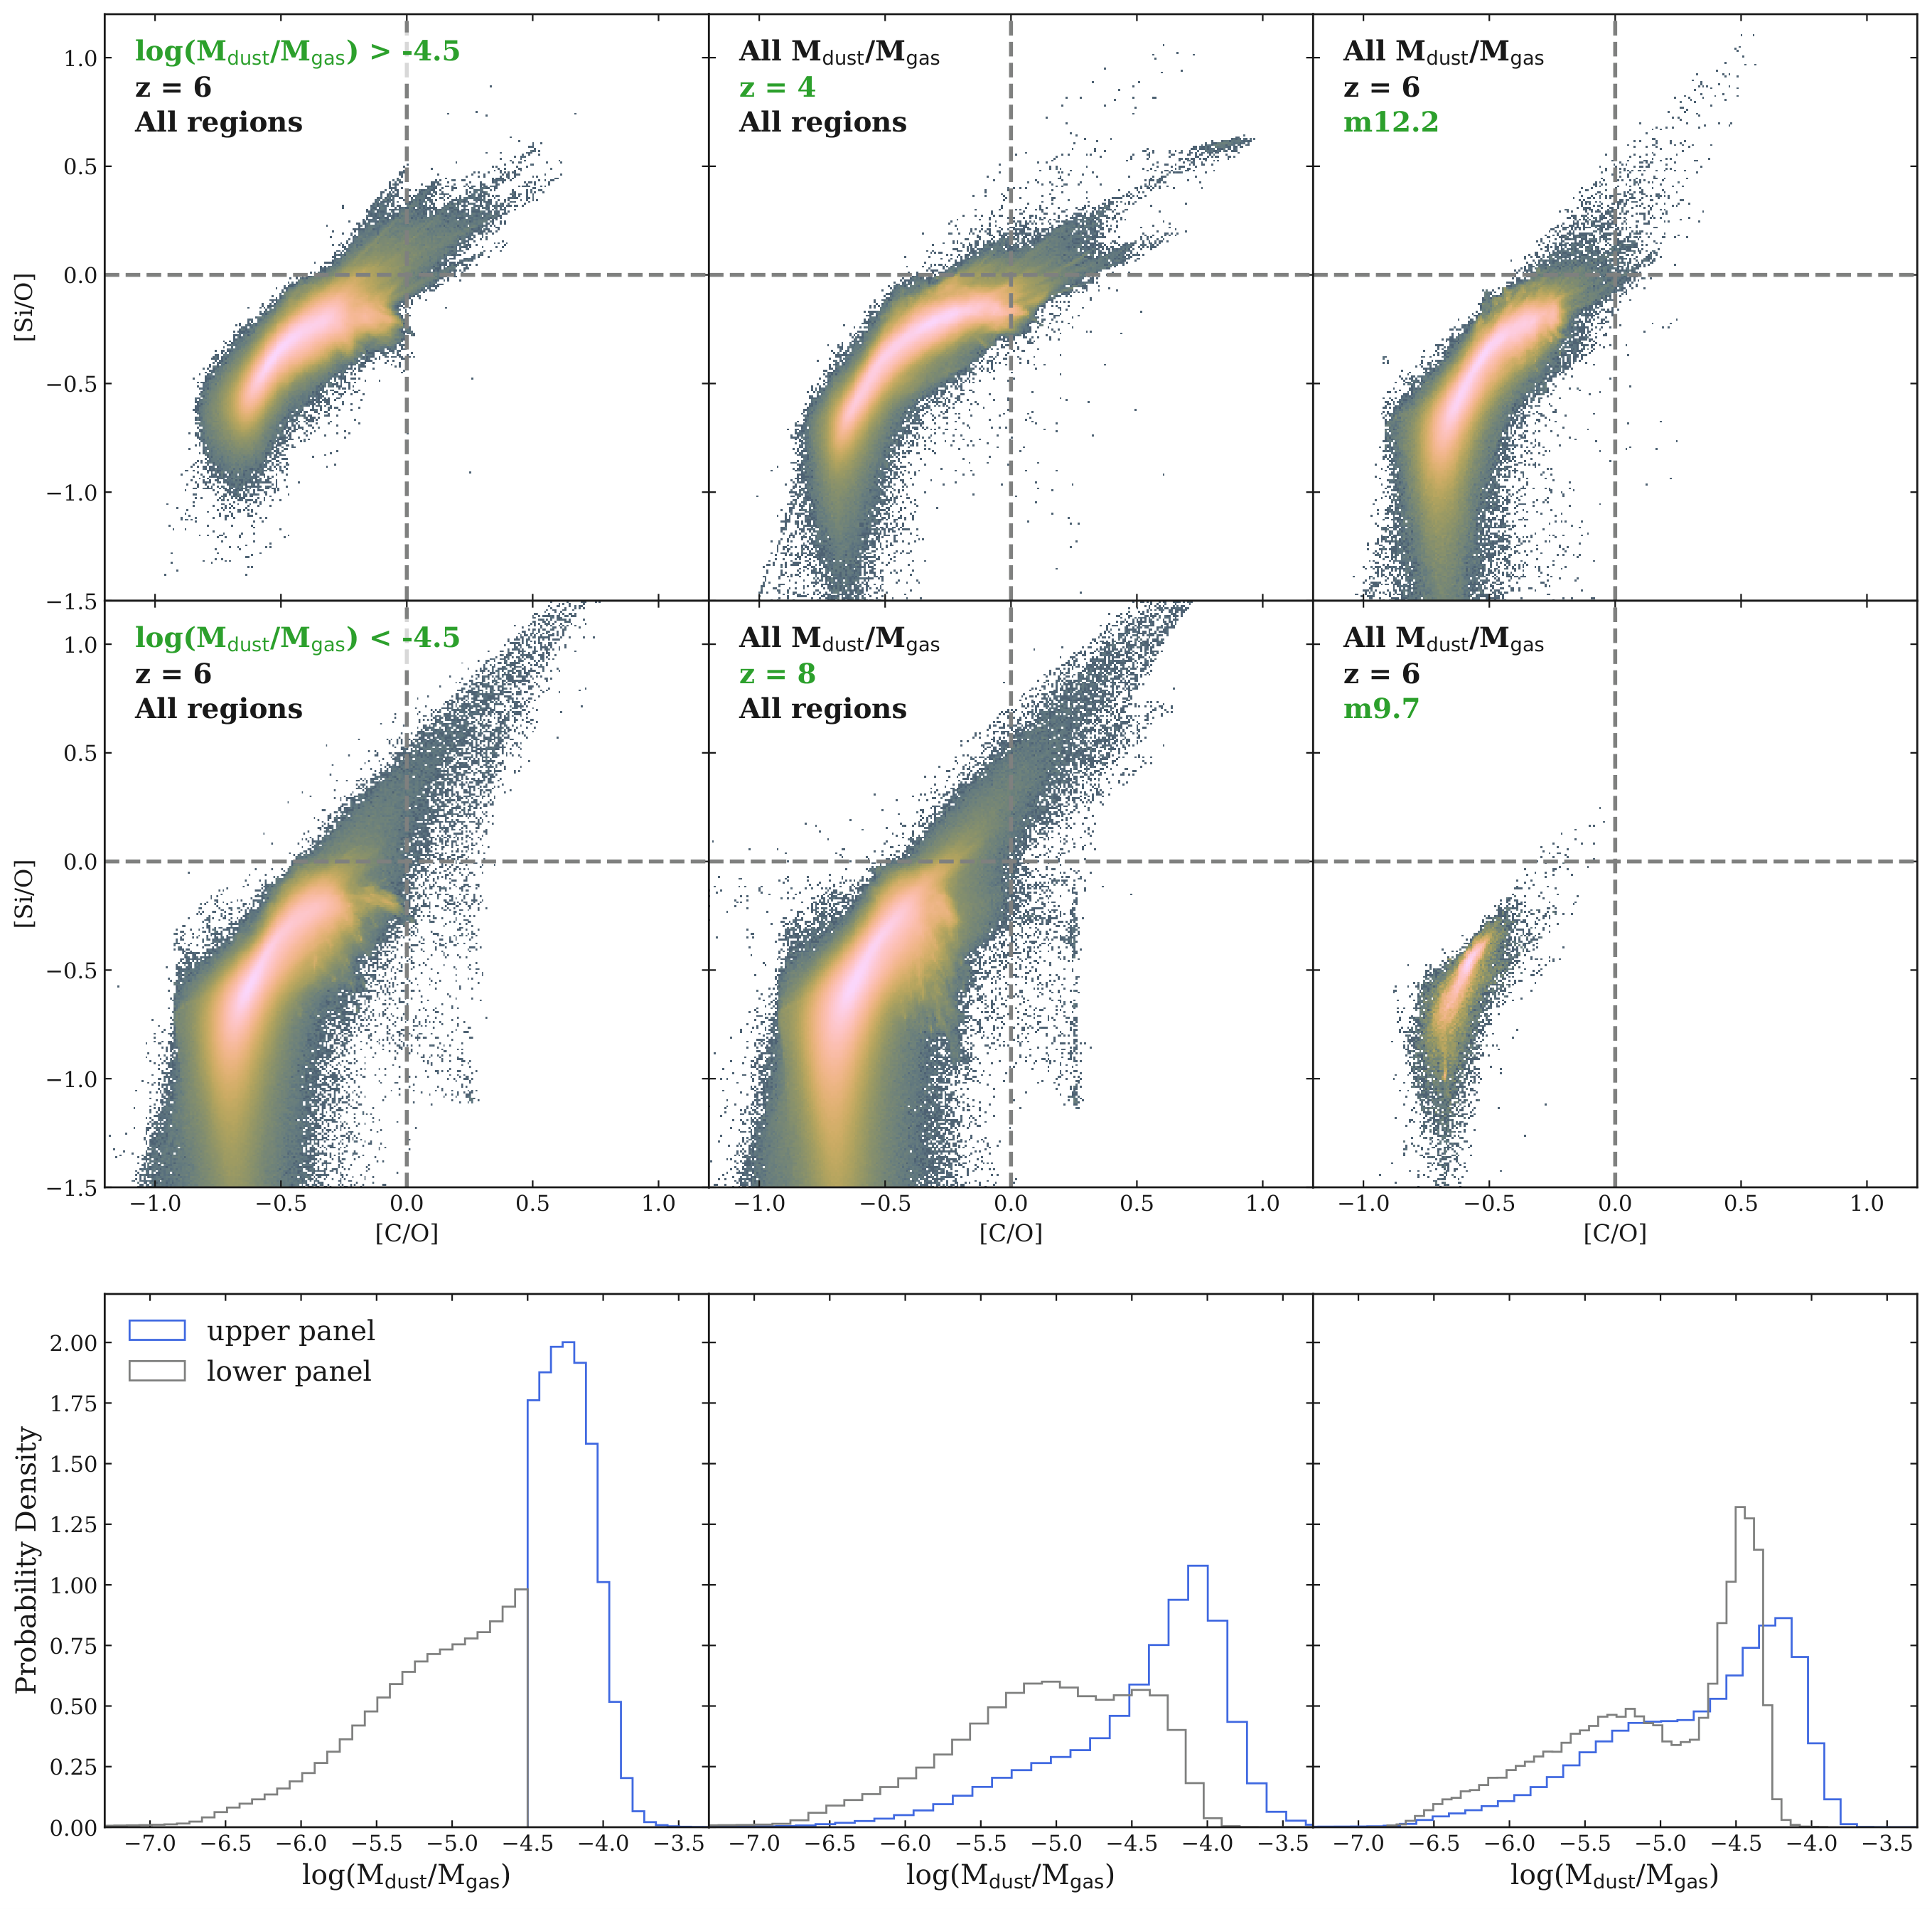 log(Mdust/Mgas) > -4.5
z = 6
All regions
All Mdust/Mgas
z = 4
All regions
All Mdust/Mgas
z = 6
m12.2
[Si/O]
1.0
0.5
0.0
−0.5
−1.0
−1.5
log(Mdust/Mgas) < -4.5
z = 6
All regions
All Mdust/Mgas
z = 8
All regions
All Mdust/Mgas
z = 6
m9.7
[Si/O]
1.0
0.5
0.0
−0.5
−1.0
−1.5
−1.0 −0.5 0.0 0.5 1.0
−1.0 −0.5 0.0 0.5 1.0
−1.0 −0.5 0.0 0.5 1.0
[C/O]
[C/O]
[C/O]
upper panel
lower panel
Probability Density
2.00
1.75
1.50
1.25
1.00
0.75
0.50
0.25
0.00
−7.0 −6.5 −6.0 −5.5 −5.0 −4.5 −4.0 −3.5
−7.0 −6.5 −6.0 −5.5 −5.0 −4.5 −4.0 −3.5
−7.0 −6.5 −6.0 −5.5 −5.0 −4.5 −4.0 −3.5
log(Mdust/Mgas)
log(Mdust/Mgas)
log(Mdust/Mgas)